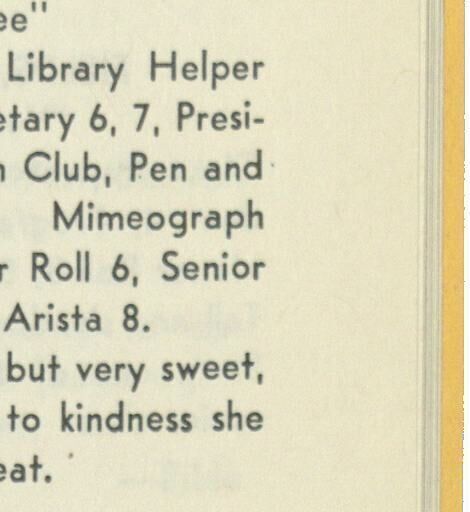 ee"
Library Helper
etary 6, 7, Presi-
n Club, Pen and
Mimeograph
r Roll 6, Senior
Arista 8.
but very sweet,
to kindness she
eat.